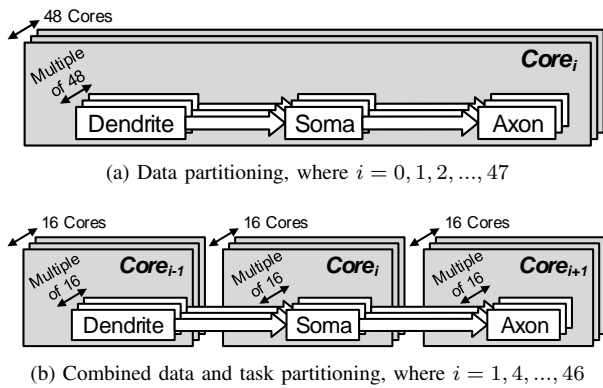 48 Cores
Multiple
of 48
Core_i
Dendrite
Soma
Axon
(a) Data partitioning, where i = 0, 1, 2, ..., 47
16 Cores
16 Cores
16 Cores
Multiple
of 16
Core_i-1
Multiple
of 16
Core_i
Multiple
of 16
Core_i+1
Dendrite
Soma
Axon
(b) Combined data and task partitioning, where i = 1, 4, ..., 46